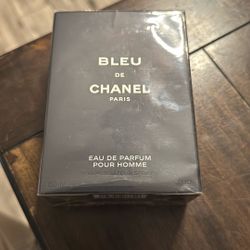 BLEU
DE
CHANEL
PARIS
EAU DE PARFUM
POUR HOMME